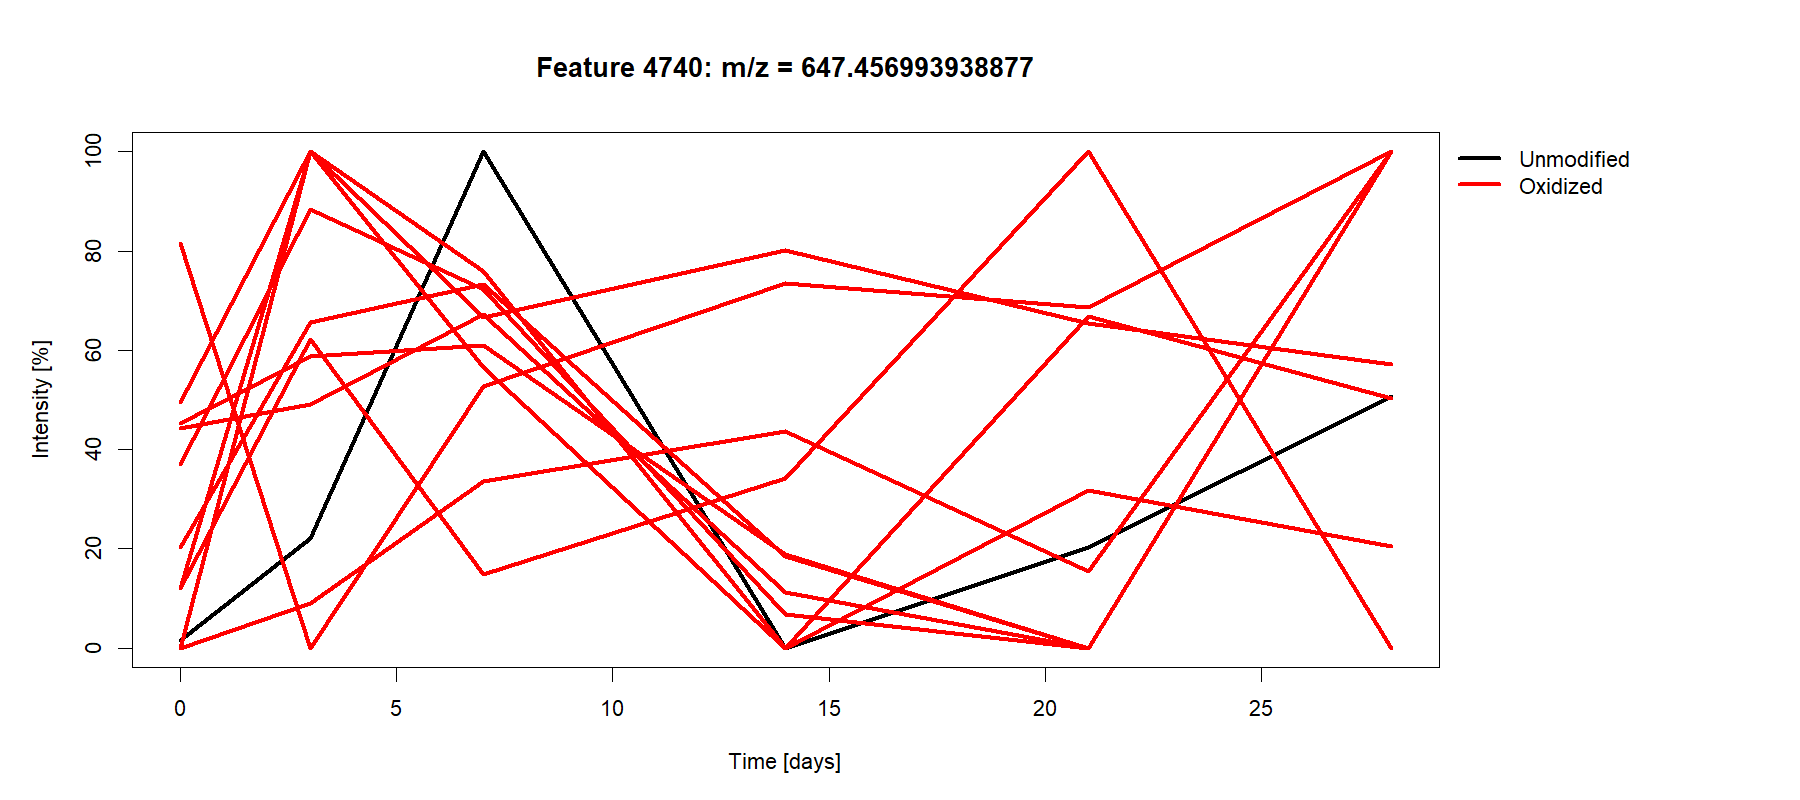 Feature 4740: m/z = 647.456993938877
Unmodified
Oxidized
Intensity [%]
100
80
60
40
20
0
0 5 10 15 20 25
Time [days]